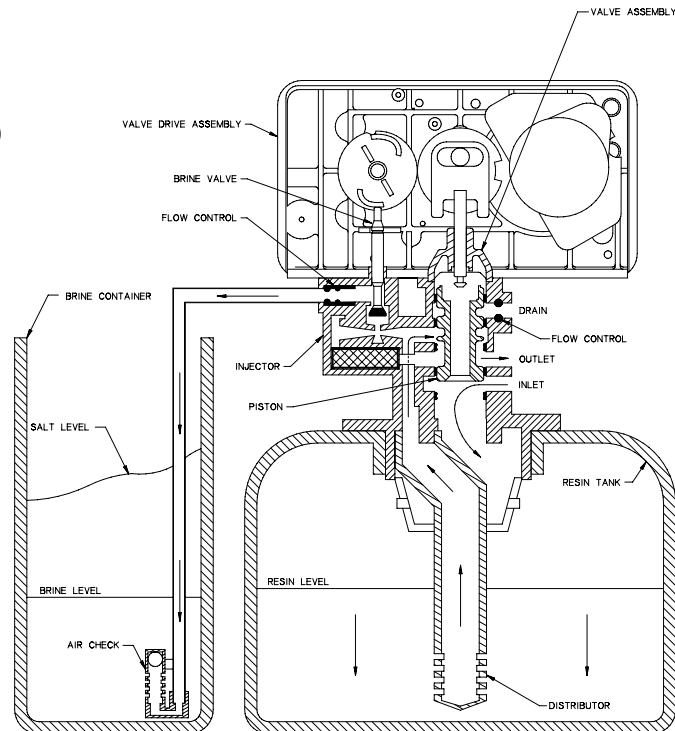 VALVE ASSEMBLY
VALVE DRIVE ASSEMBLY
BRINE VALVE
FLOW CONTROL
BRINE CONTAINER
DRAIN
FLOW CONTROL
INJECTOR
OUTLET
INLET
PISTON
SALT LEVEL
RESIN TANK
RESIN LEVEL
BRINE LEVEL
AIR CHECK
DISTRIBUTOR